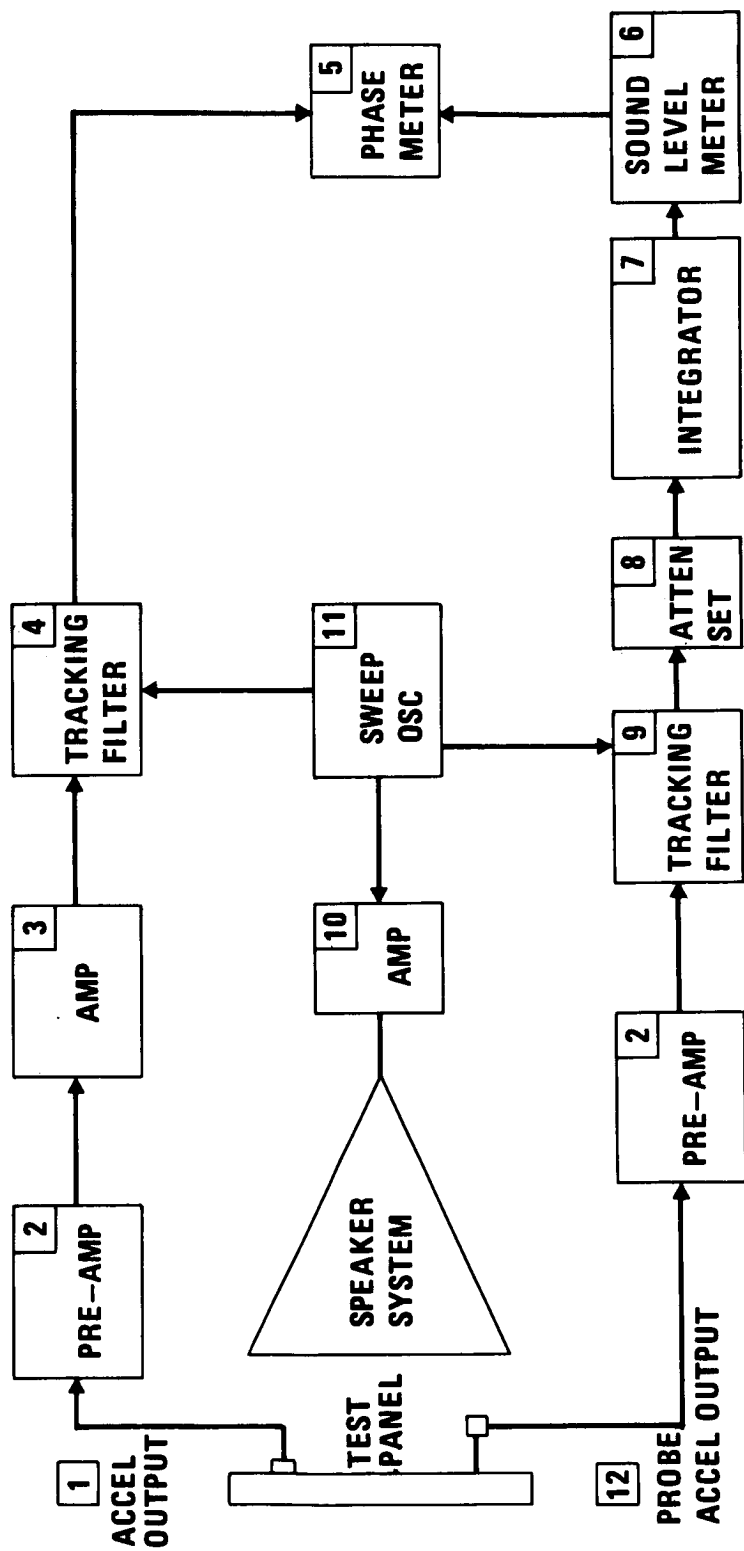 1
ACCEL
OUTPUT
2
PRE-AMP
3
AMP
4
TRACKING
FILTER
5
PHASE
METER
TEST
PANEL
SPEAKER
SYSTEM
10
AMP
11
SWEEP
OSC
12
PROBE
ACCEL OUTPUT
2
PRE-AMP
9
TRACKING
FILTER
8
ATTEN
SET
7
INTEGRATOR
6
SOUND
LEVEL
METER